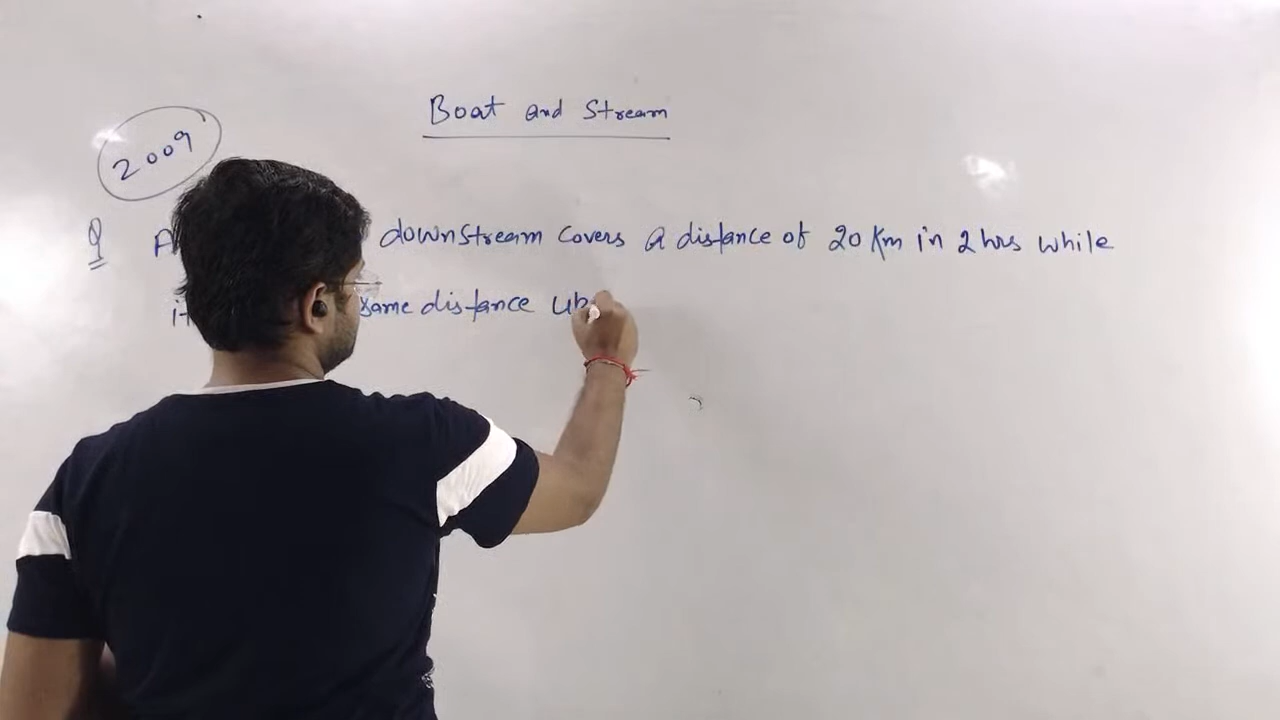 Boat and Stream
2009
Q A downstream covers a distance of 20 Km in 2 hrs while
it same distance up